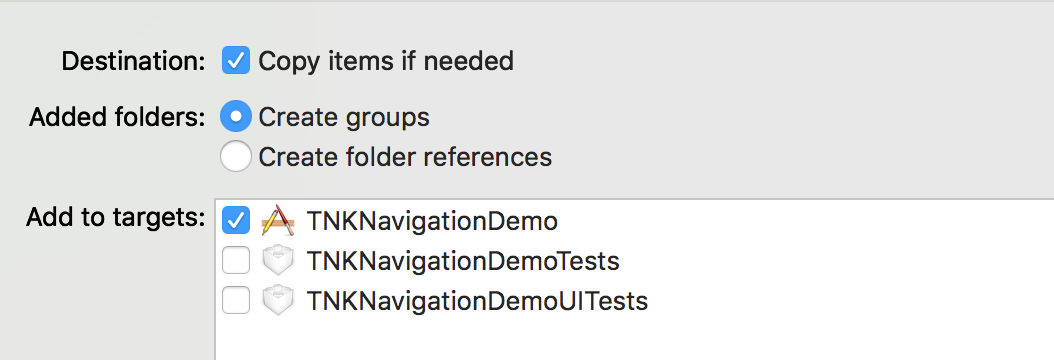 Destination: Copy items if needed
Added folders: Create groups
Create folder references
Add to targets: TNKNavigationDemo
TNKNavigationDemoTests
TNKNavigationDemoUITests